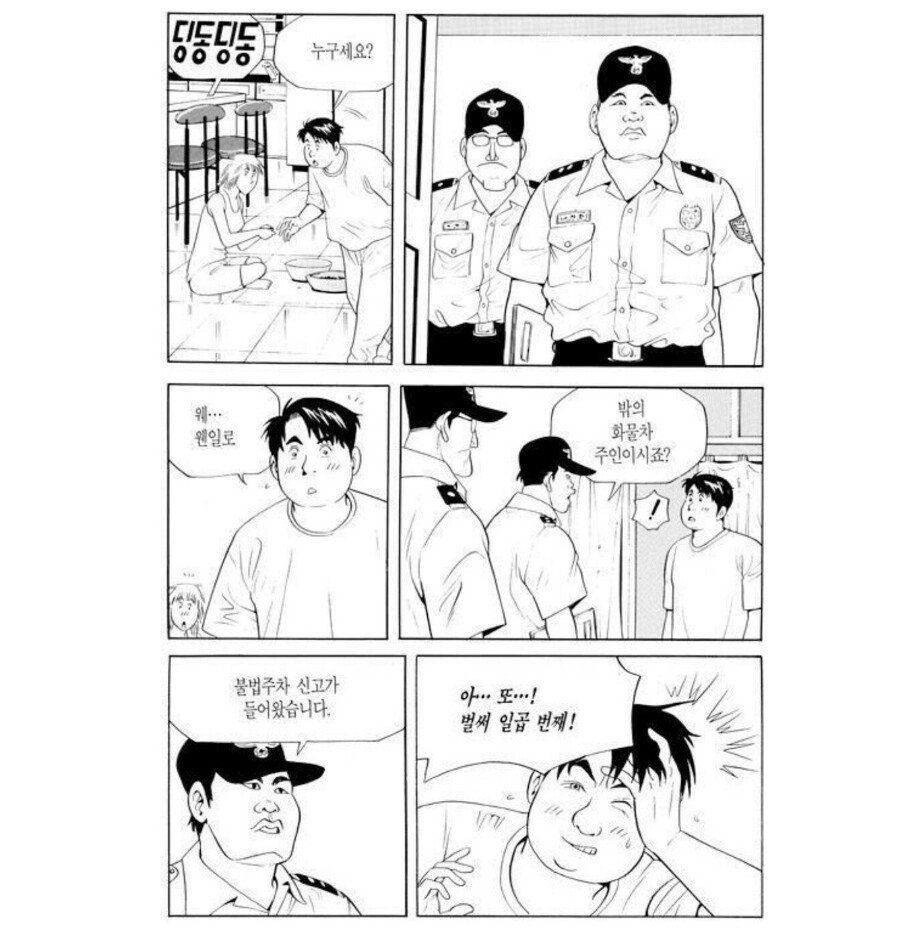 딩동딩동
누구세요?
웨…
웬일로
밖의
화물차
주인이시죠?
!
불법주차 신고가
들어왔습니다.
아… 또…!
벌써 일곱 번째!